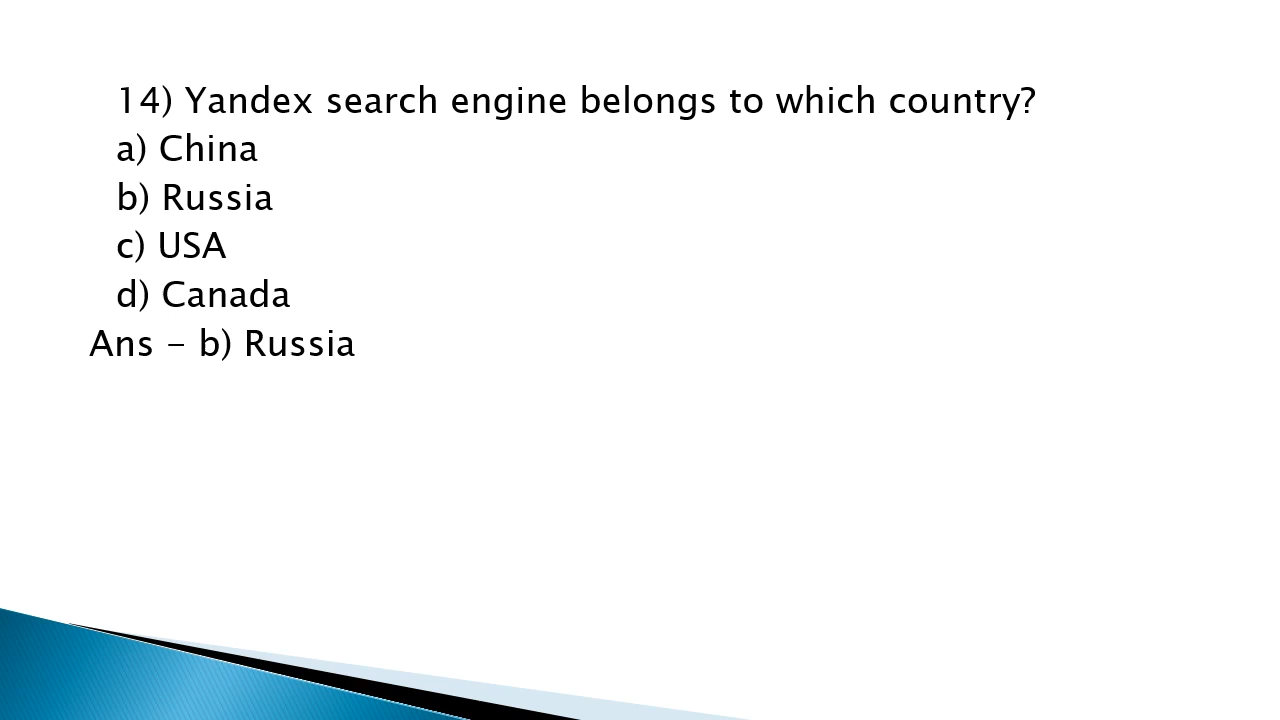 14) Yandex search engine belongs to which country?
a) China
b) Russia
c) USA
d) Canada
Ans – b) Russia